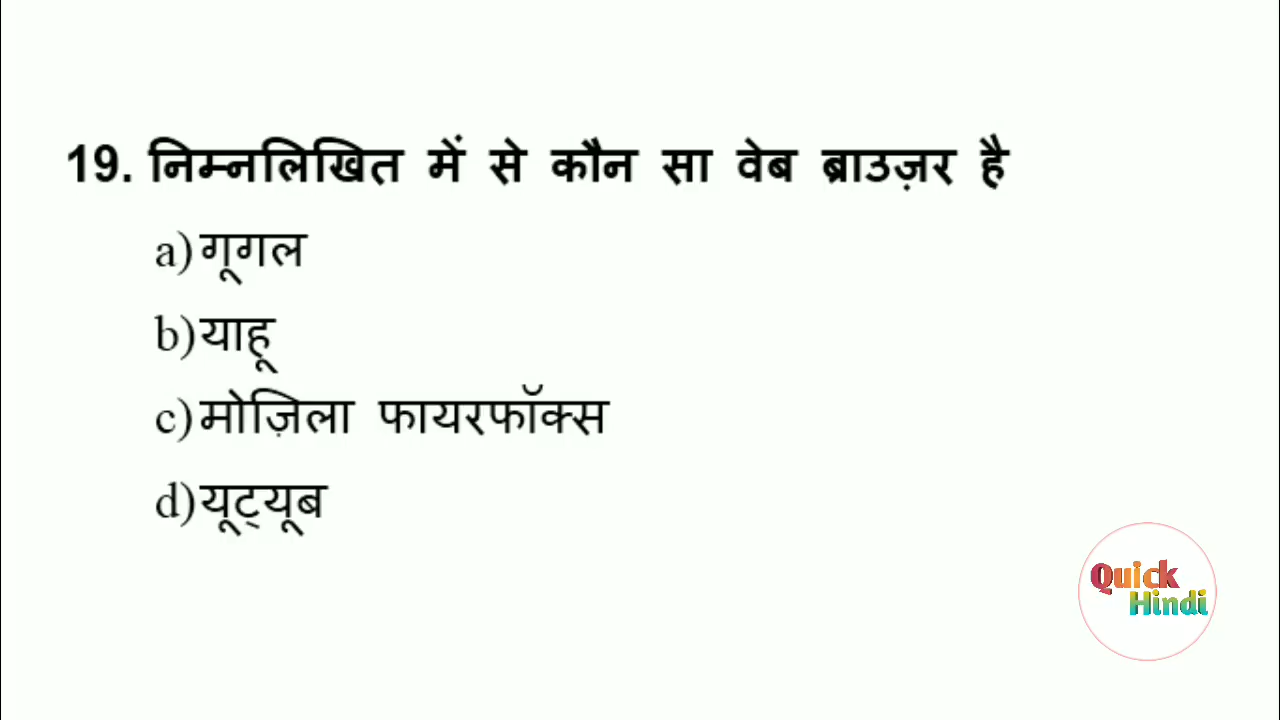 19. निम्नलिखित में से कौन सा वेब ब्राउज़र है
a) गूगल
b) याहू
c) मोज़िला फायरफॉक्स
d) यूट्यूब
Quick
Hindi